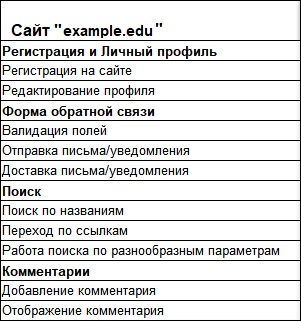 Сайт "example.edu"
Регистрация и Личный профиль
Регистрация на сайте
Редактирование профиля
Форма обратной связи
Валидация полей
Отправка письма/уведомления
Доставка письма/уведомления
Поиск
Поиск по названиям
Переход по ссылкам
Работа поиска по разнообразным параметрам
Комментарии
Добавление комментария
Отображение комментария